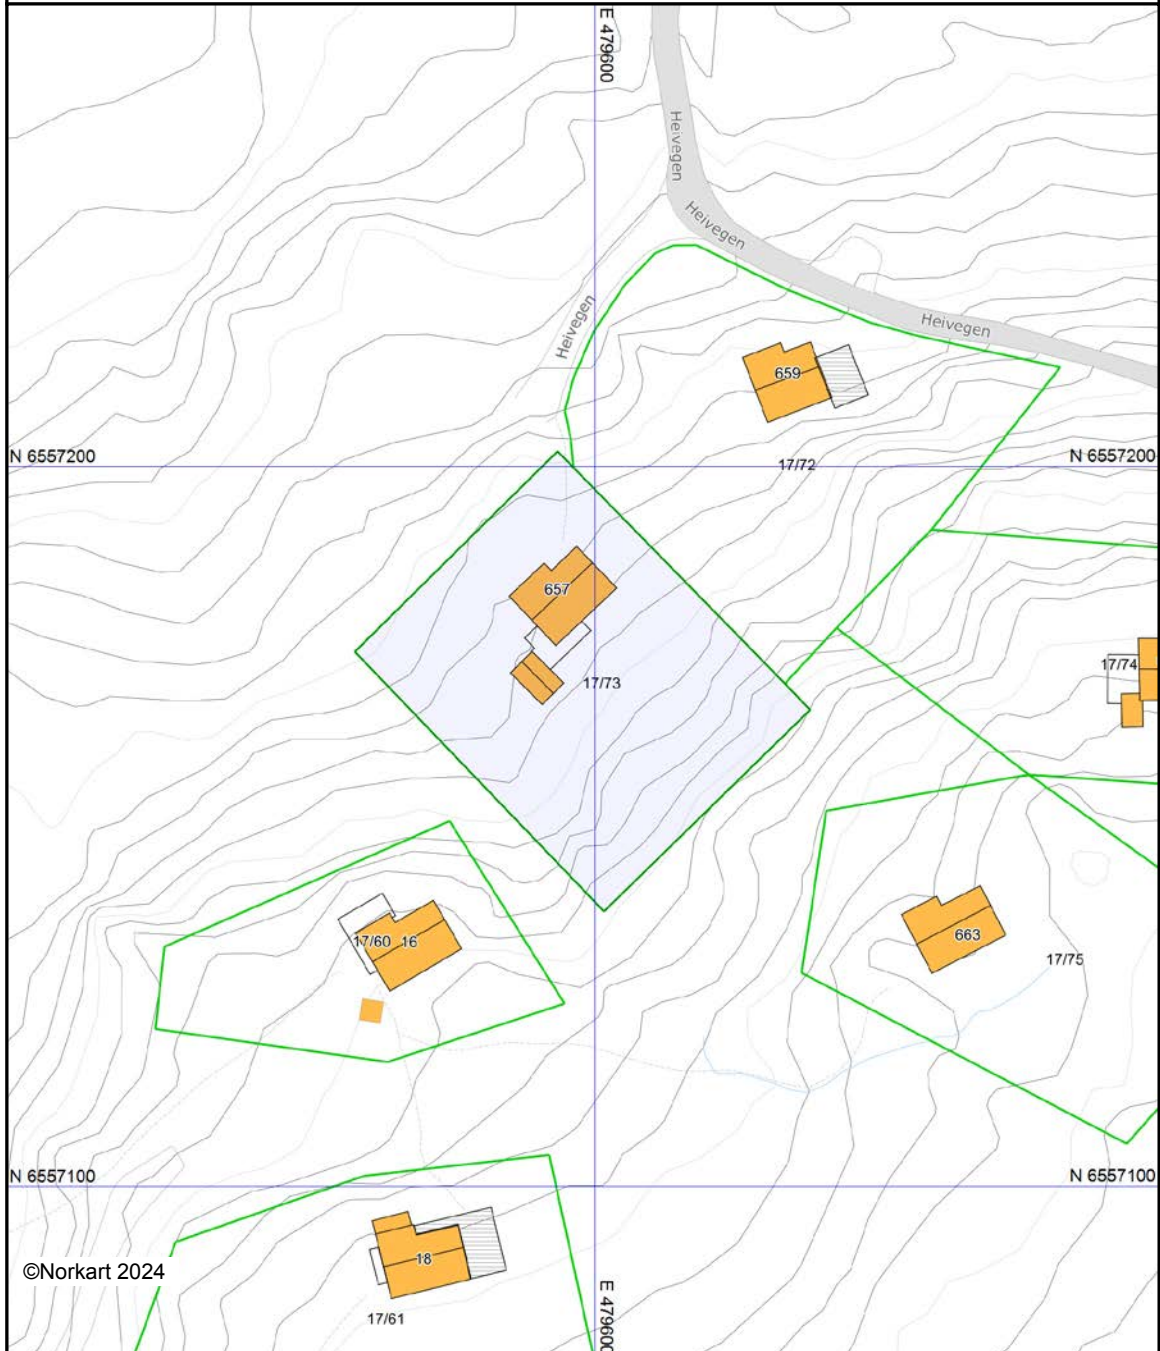 E 479600
Heivegen
Heivegen
Heivegen
Heivegen
659
N 6557200
17/72
N 6557200
657
17/73
17/74
17/60
16
663
17/75
N 6557100
N 6557100
18
©Norkart 2024
17/61
E 479600